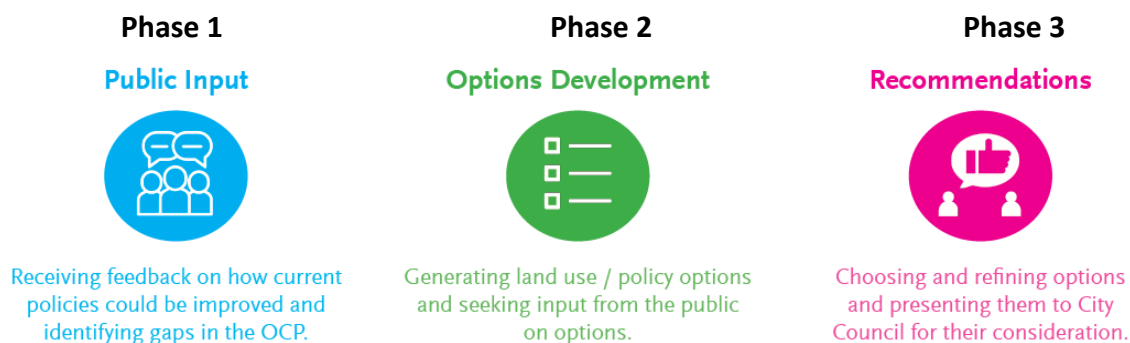 Phase 1
Public Input
Receiving feedback on how current
policies could be improved and
identifying gaps in the OCP.
Phase 2
Options Development
Generating land use / policy options
and seeking input from the public
on options.
Phase 3
Recommendations
Choosing and refining options
and presenting them to City
Council for their consideration.